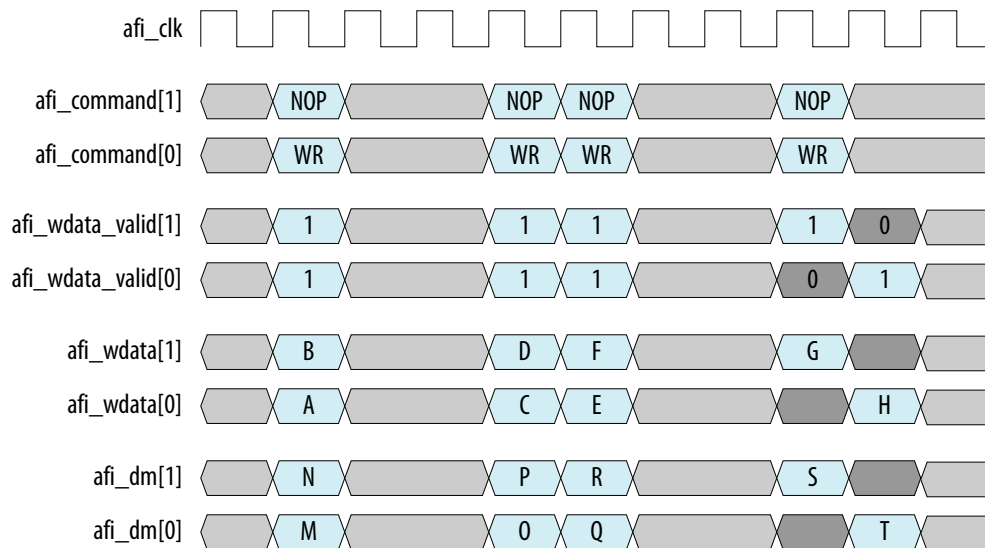 afi_clk
afi_command[1] NOP NOP NOP NOP
afi_command[0] WR WR WR WR
afi_wdata_valid[1] 1 1 1 1 0
afi_wdata_valid[0] 1 1 1 0 1
afi_wdata[1] B D F G
afi_wdata[0] A C E H
afi_dm[1] N P R S
afi_dm[0] M O Q T